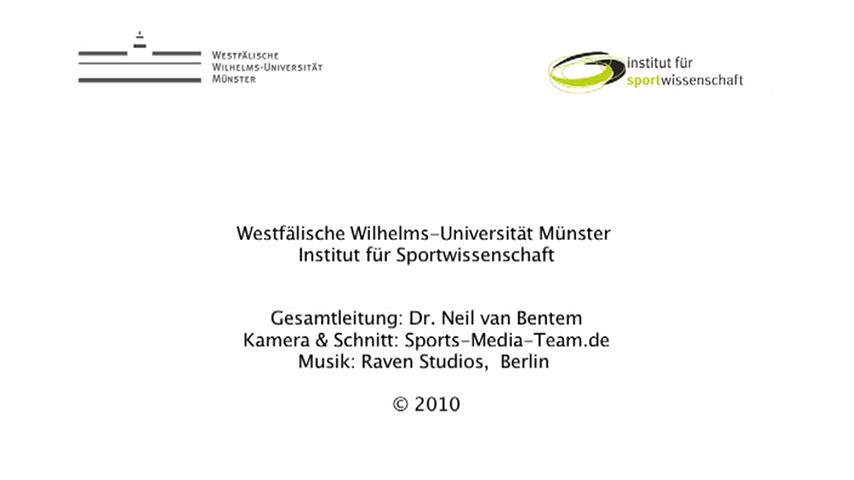 Westfälische
Wilhelms-Universität
Münster
institut für
sportwissenschaft
Westfälische Wilhelms-Universität Münster
Institut für Sportwissenschaft
Gesamtleitung: Dr. Neil van Bentem
Kamera & Schnitt: Sports-Media-Team.de
Musik: Raven Studios, Berlin
© 2010